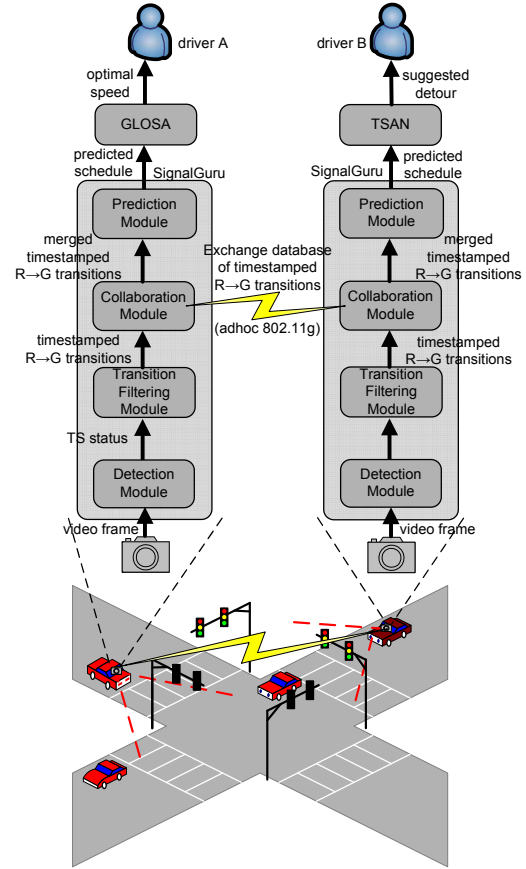 driver A
driver B
optimal
speed
suggested
detour
GLOSA
TSAN
predicted
schedule
SignalGuru
predicted
schedule
SignalGuru
Prediction
Module
Prediction
Module
merged
timestamped
R→G transitions
Exchange database
of timestamped
R→G transitions
merged
timestamped
R→G transitions
Collaboration
Module
(adhoc 802.11g)
Collaboration
Module
timestamped
R→G transitions
timestamped
R→G transitions
Transition
Filtering
Module
Transition
Filtering
Module
TS status
Detection
Module
Detection
Module
video frame
video frame